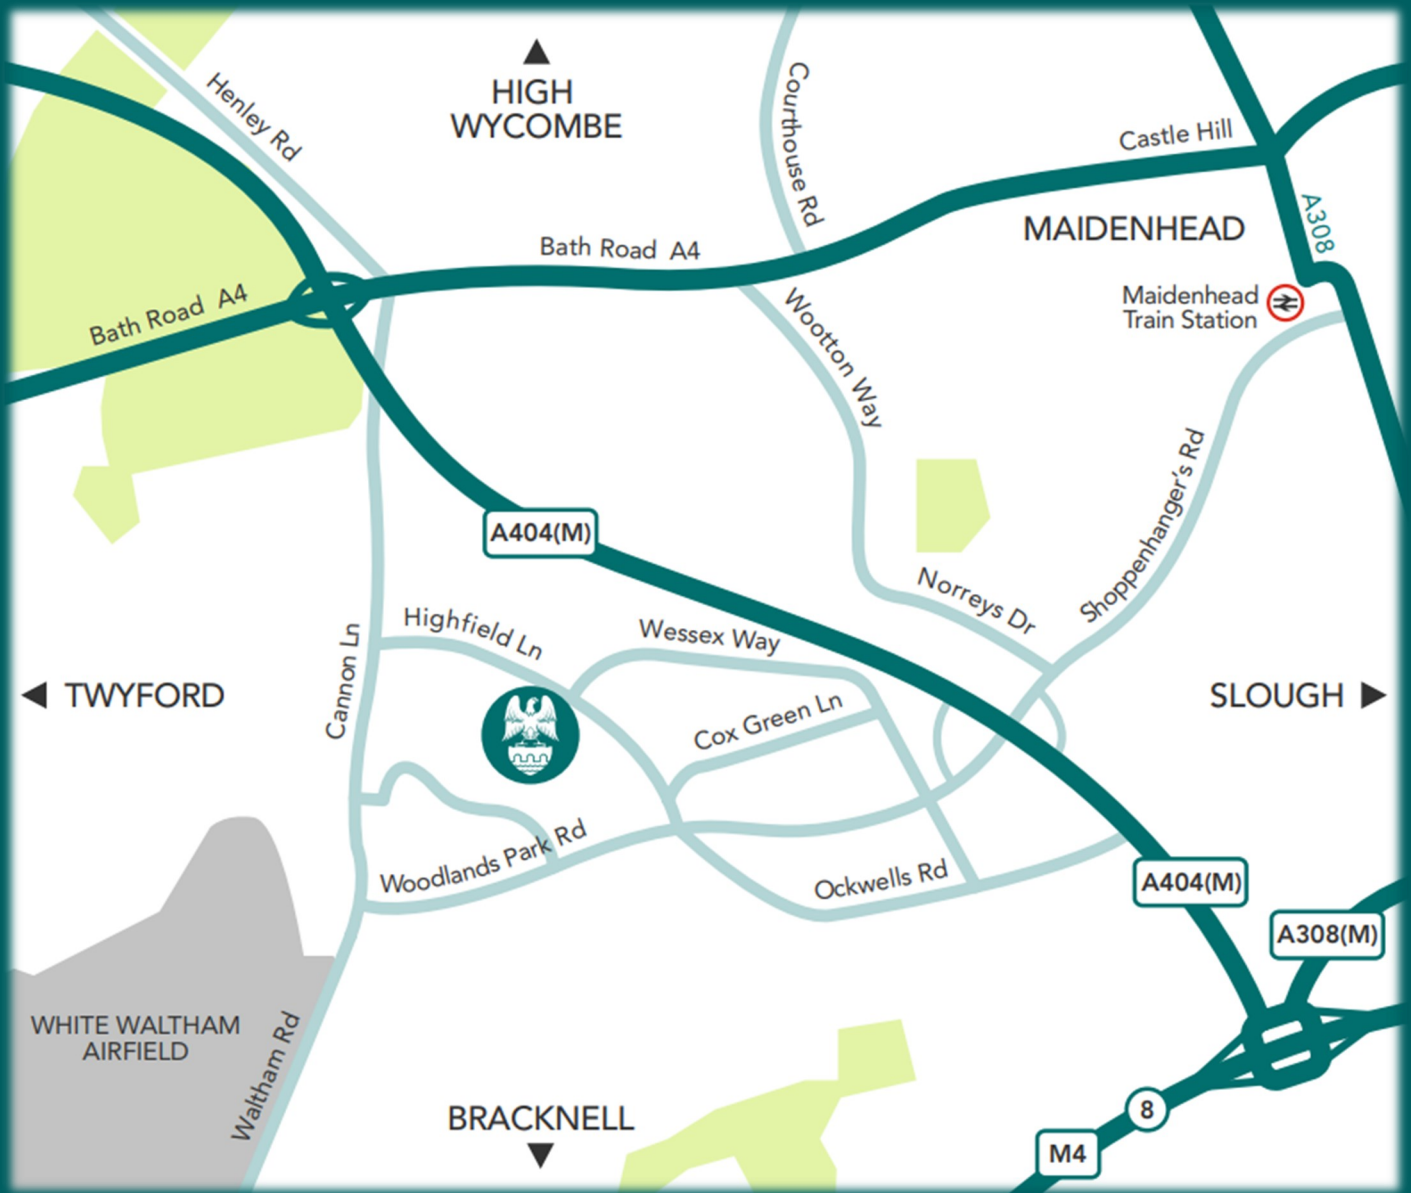 Henley Rd
HIGH
WYCOMBE
Courthouse Rd
Castle Hill
A308
MAIDENHEAD
Bath Road A4
Bath Road A4
Maidenhead
Train Station
Wootton Way
Shoppenhanger's Rd
A404(M)
Norreys Dr
Highfield Ln
Wessex Way
Cannon Ln
TWYFORD
SLOUGH
Cox Green Ln
Woodlands Park Rd
Ockwells Rd
A404(M)
A308(M)
WHITE WALTHAM
AIRFIELD
Waltham Rd
BRACKNELL
8
M4